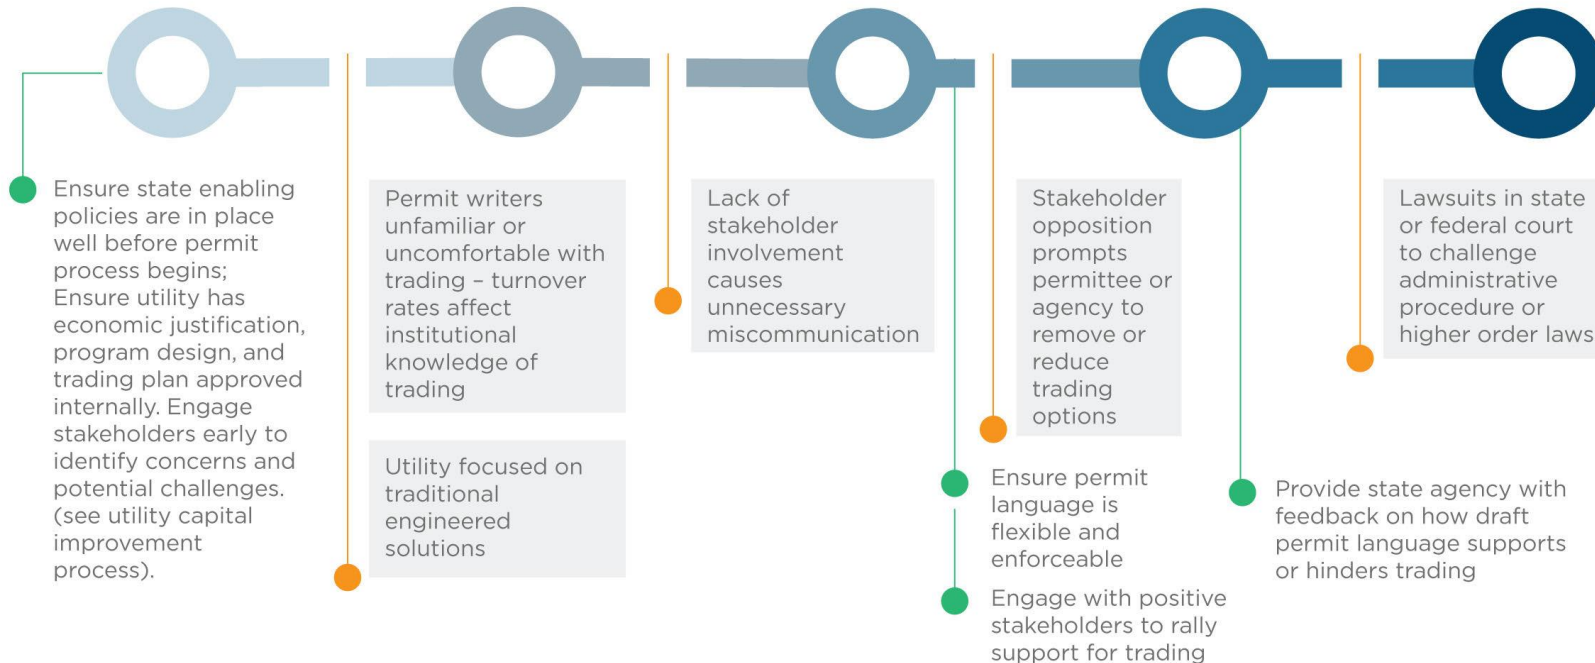 Ensure state enabling
policies are in place
well before permit
process begins;
Ensure utility has
economic justification,
program design, and
trading plan approved
internally. Engage
stakeholders early to
identify concerns and
potential challenges.
(see utility capital
improvement
process).
Permit writers
unfamiliar or
uncomfortable with
trading – turnover
rates affect
institutional
knowledge of
trading
Utility focused on
traditional
engineered
solutions
Lack of
stakeholder
involvement
causes
unnecessary
miscommunication
Stakeholder
opposition
prompts
permittee or
agency to
remove or
reduce
trading
options
Ensure permit
language is
flexible and
enforceable
Engage with positive
stakeholders to rally
support for trading
Provide state agency with
feedback on how draft
permit language supports
or hinders trading
Lawsuits in state
or federal court
to challenge
administrative
procedure or
higher order laws